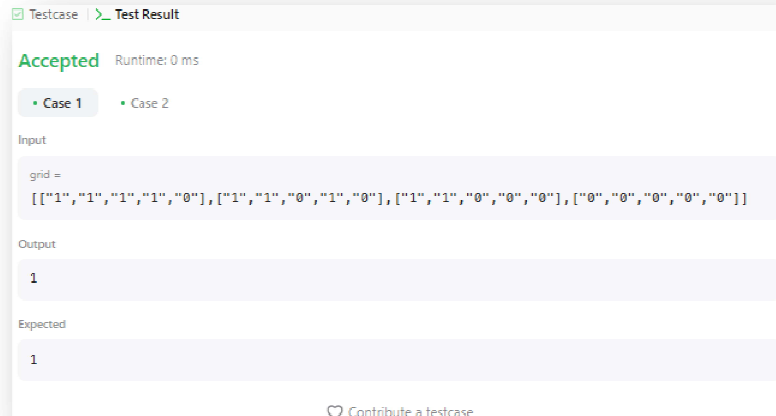 Testcase | >_ Test Result
Accepted Runtime: 0 ms
• Case 1 • Case 2
Input
grid =
[["1","1","1","1","0"],["1","1","0","1","0"],["1","1","0","0","0"],["0","0","0","0","0"]]
Output
1
Expected
1
Contribute a testcase